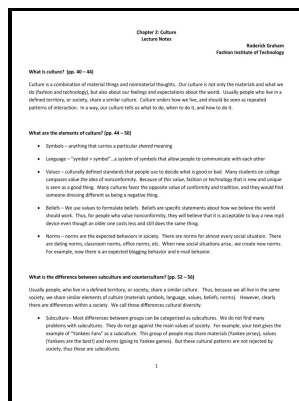 Chapter 2: Culture
Lecture Notes
Roderick Graham
Fashion Institute of Technology
What is culture? (pp. 40 – 44)
Culture is a combination of material things and nonmaterial thoughts. Our culture is not only the materials and what we
do (fashion and technology), but also about our feelings and expectations about the world. Usually people who live in a
defined territory, or society, share a similar culture. Culture orders how we live, and should be seen as repeated
patterns of interaction. In a way, our culture tells us what to do, when to do it, and how to do it.
What are the elements of culture? (pp. 44 – 50)
• Symbols – anything that carries a particular shared meaning
• Language – "symbol + symbol"…a system of symbols that allow people to communicate with each other
• Values – culturally defined standards that people use to decide what is good or bad. Many students on college
campuses value the idea of nonconformity. Because of this value, fashion or technology that is new and unique
is seen as a good thing. Many cultures favor the opposite value of conformity and tradition, and they would find
someone dressing different as being a negative thing.
• Beliefs – We use values to formulate beliefs. Beliefs are specific statements about how we believe the world
should work. Thus, for people who value nonconformity, they will believe that it is acceptable to buy a new mp3
device even though an older one costs less and still does the same thing.
• Norms – norms are the expected behaviors in society. There are norms for almost every social situation. There
are dating norms, classroom norms, office norms, etc. When new social situations arise…we create new norms.
For example, now there is an expected blogging behavior and e-mail behavior.
What is the difference between subculture and counterculture? (pp. 52 – 56)
Usually people, who live in a defined territory, or society, share a similar culture. Thus, because we all live in the same
society, we share similar elements of culture (materials symbols, language, values, beliefs, norms). However, clearly
there are differences within a society. We call these differences cultural diversity.
• Subculture - Most differences between groups can be categorized as subcultures. We do not find many
problems with subcultures. They do not go against the main values of society. For example, your text gives the
example of "Yankees Fans" as a subculture. This group of people may share materials (Yankee jersey), values
(Yankees are the best!) and norms (going to Yankee games). But these cultural patterns are not rejected by
society, thus these are subcultures.
1